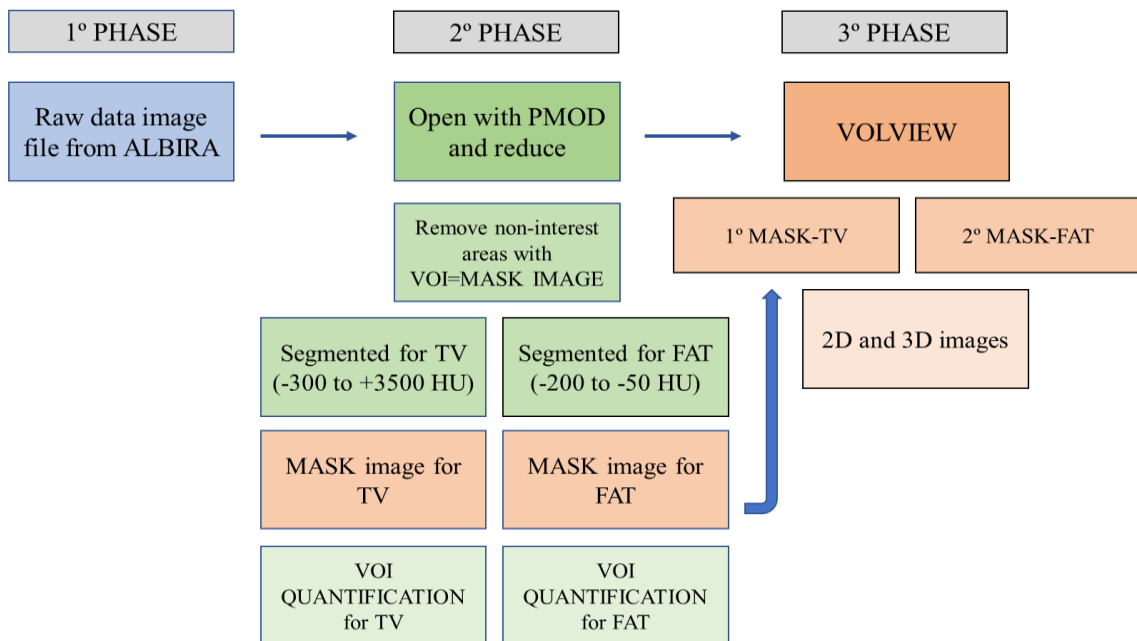 1º PHASE
2º PHASE
3º PHASE
Raw data image
file from ALBIRA
Open with PMOD
and reduce
VOLVIEW
Remove non-interest
areas with
VOI=MASK IMAGE
1º MASK-TV
2º MASK-FAT
2D and 3D images
Segmented for TV
(-300 to +3500 HU)
Segmented for FAT
(-200 to -50 HU)
MASK image for
TV
MASK image for
FAT
VOI
QUANTIFICATION
for TV
VOI
QUANTIFICATION
for FAT